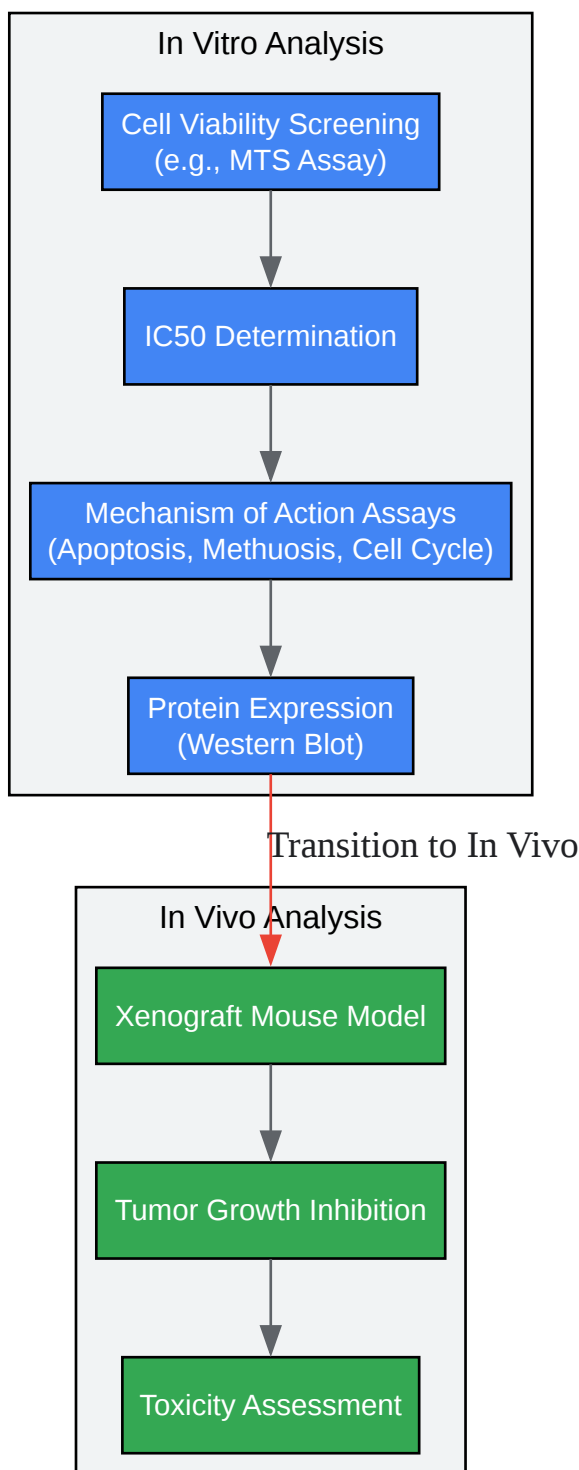 In Vitro Analysis
Cell Viability Screening
(e.g., MTS Assay)
IC50 Determination
Mechanism of Action Assays
(Apoptosis, Methuosis, Cell Cycle)
Protein Expression
(Western Blot)
Transition to In Vivo
In Vivo Analysis
Xenograft Mouse Model
Tumor Growth Inhibition
Toxicity Assessment